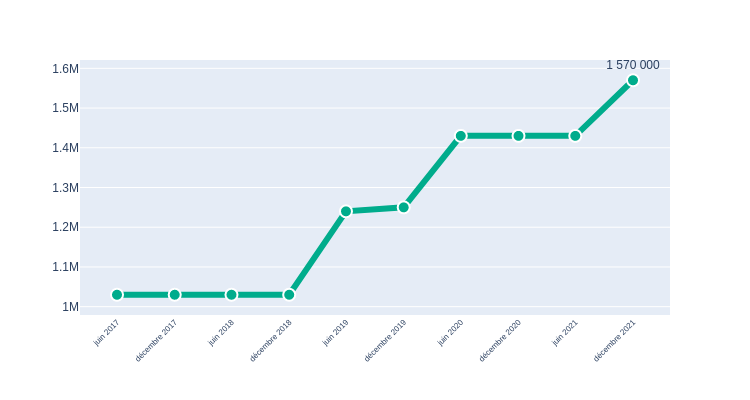 1 570 000
1.6M
1.5M
1.4M
1.3M
1.2M
1.1M
1M
juin 2017
décembre 2017
juin 2018
décembre 2018
juin 2019
décembre 2019
juin 2020
décembre 2020
juin 2021
décembre 2021